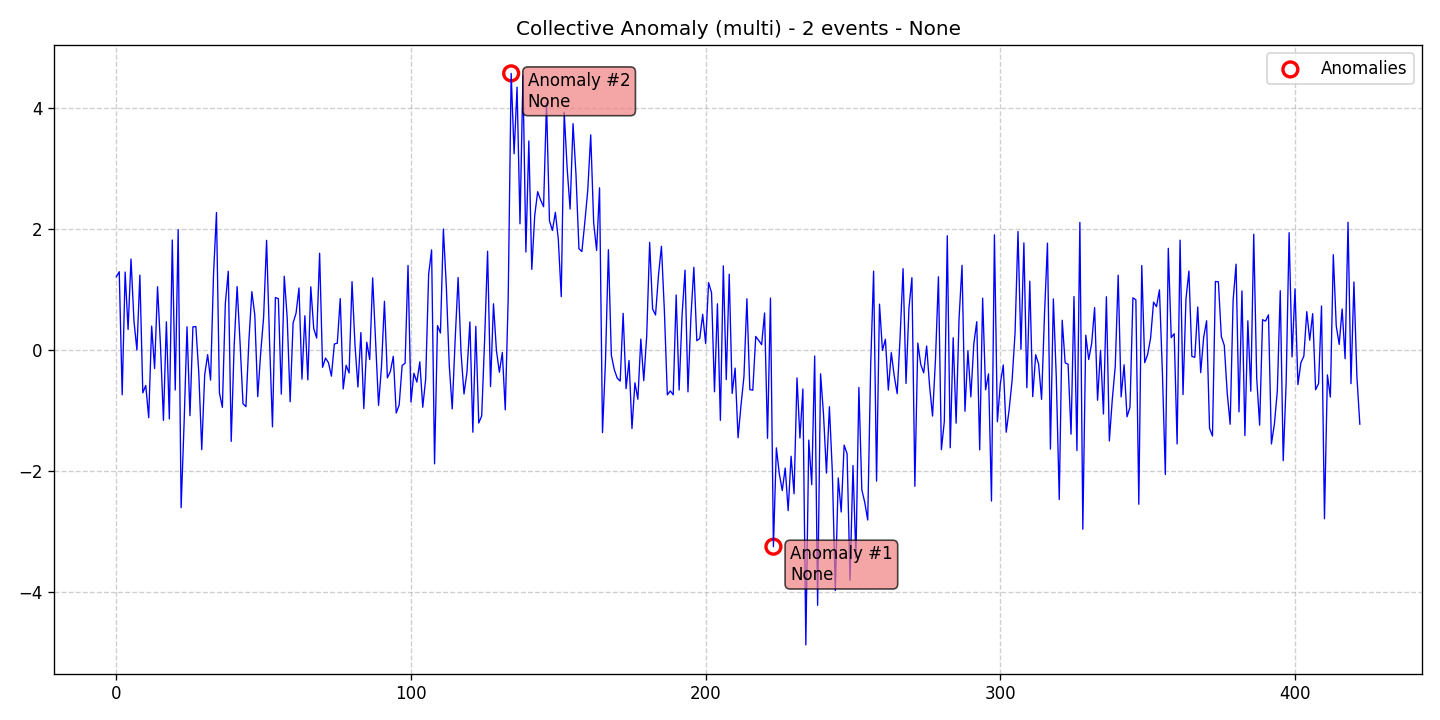 Collective Anomaly (multi) - 2 events - None
Anomalies
Anomaly #2
None
Anomaly #1
None
4
2
0
−2
−4
0
100
200
300
400